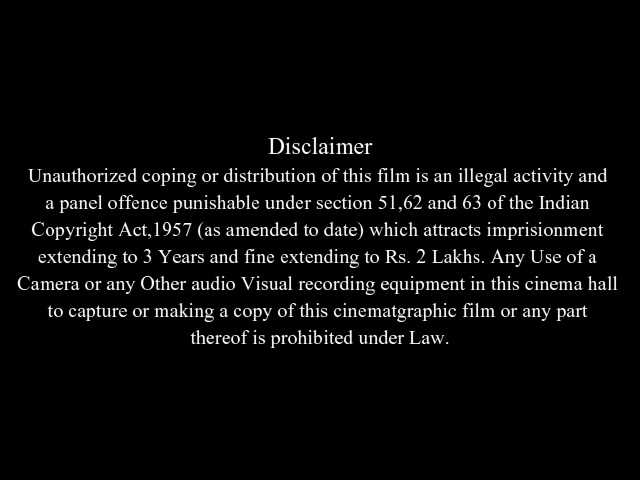 Disclaimer
Unauthorized coping or distribution of this film is an illegal activity and
a panel offence punishable under section 51,62 and 63 of the Indian
Copyright Act,1957 (as amended to date) which attracts imprisionment
extending to 3 Years and fine extending to Rs. 2 Lakhs. Any Use of a
Camera or any Other audio Visual recording equipment in this cinema hall
to capture or making a copy of this cinematgraphic film or any part
thereof is prohibited under Law.